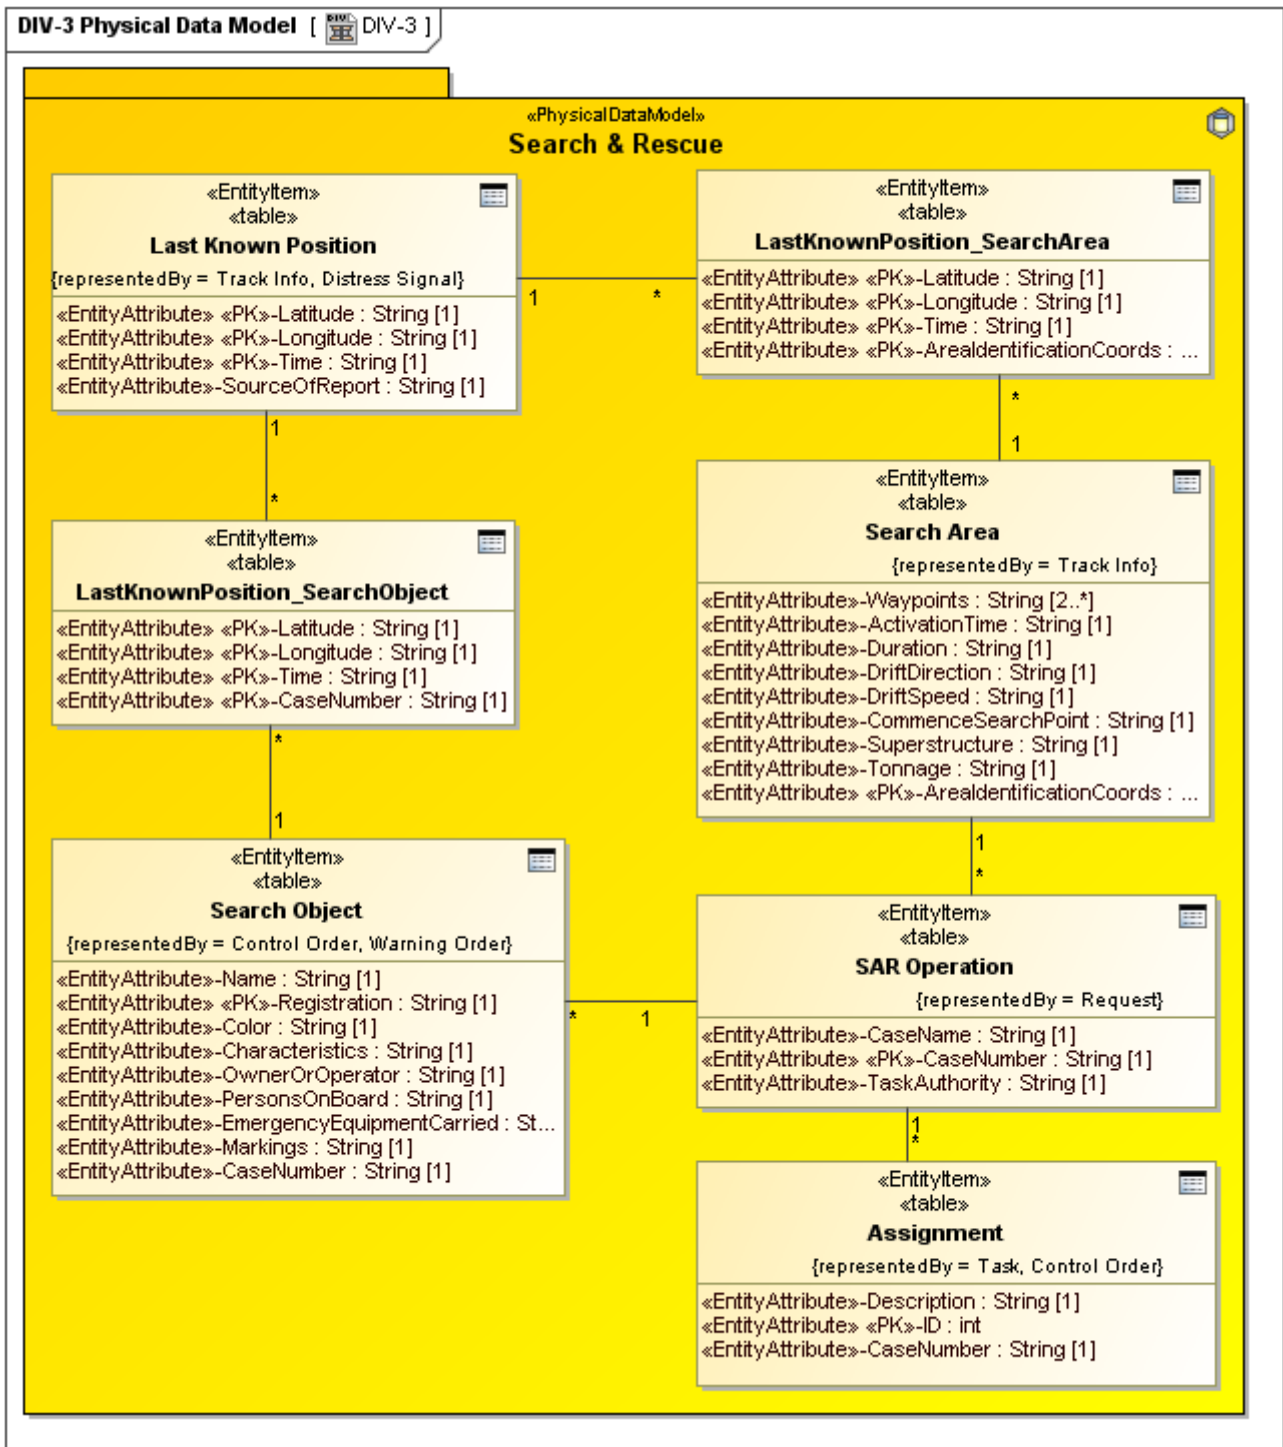 DIV-3 Physical Data Model [ DIV-3 ]
«PhysicalDataModel»
Search & Rescue
«EntityItem»
«table»
Last Known Position
{representedBy = Track Info, Distress Signal}
«EntityAttribute» «PK»-Latitude : String [1]
«EntityAttribute» «PK»-Longitude : String [1]
«EntityAttribute» «PK»-Time : String [1]
«EntityAttribute»-SourceOfReport : String [1]
1
*
«EntityItem»
«table»
LastKnownPosition_SearchArea
«EntityAttribute» «PK»-Latitude : String [1]
«EntityAttribute» «PK»-Longitude : String [1]
«EntityAttribute» «PK»-Time : String [1]
«EntityAttribute» «PK»-AreaIdentificationCoords : ...
1
*
*
1
«EntityItem»
«table»
LastKnownPosition_SearchObject
«EntityAttribute» «PK»-Latitude : String [1]
«EntityAttribute» «PK»-Longitude : String [1]
«EntityAttribute» «PK»-Time : String [1]
«EntityAttribute» «PK»-CaseNumber : String [1]
«EntityItem»
«table»
Search Area
{representedBy = Track Info}
«EntityAttribute»-Waypoints : String [2..*]
«EntityAttribute»-ActivationTime : String [1]
«EntityAttribute»-Duration : String [1]
«EntityAttribute»-DriftDirection : String [1]
«EntityAttribute»-DriftSpeed : String [1]
«EntityAttribute»-CommenceSearchPoint : String [1]
«EntityAttribute»-Superstructure : String [1]
«EntityAttribute»-Tonnage : String [1]
«EntityAttribute» «PK»-AreaIdentificationCoords : ...
*
1
1
*
«EntityItem»
«table»
Search Object
{representedBy = Control Order, Warning Order}
«EntityAttribute»-Name : String [1]
«EntityAttribute» «PK»-Registration : String [1]
«EntityAttribute»-Color : String [1]
«EntityAttribute»-Characteristics : String [1]
«EntityAttribute»-OwnerOrOperator : String [1]
«EntityAttribute»-PersonsOnBoard : String [1]
«EntityAttribute»-EmergencyEquipmentCarried : St...
«EntityAttribute»-Markings : String [1]
«EntityAttribute»-CaseNumber : String [1]
*
1
«EntityItem»
«table»
SAR Operation
{representedBy = Request}
«EntityAttribute»-CaseName : String [1]
«EntityAttribute» «PK»-CaseNumber : String [1]
«EntityAttribute»-TaskAuthority : String [1]
1
*
«EntityItem»
«table»
Assignment
{representedBy = Task, Control Order}
«EntityAttribute»-Description : String [1]
«EntityAttribute» «PK»-ID : int
«EntityAttribute»-CaseNumber : String [1]